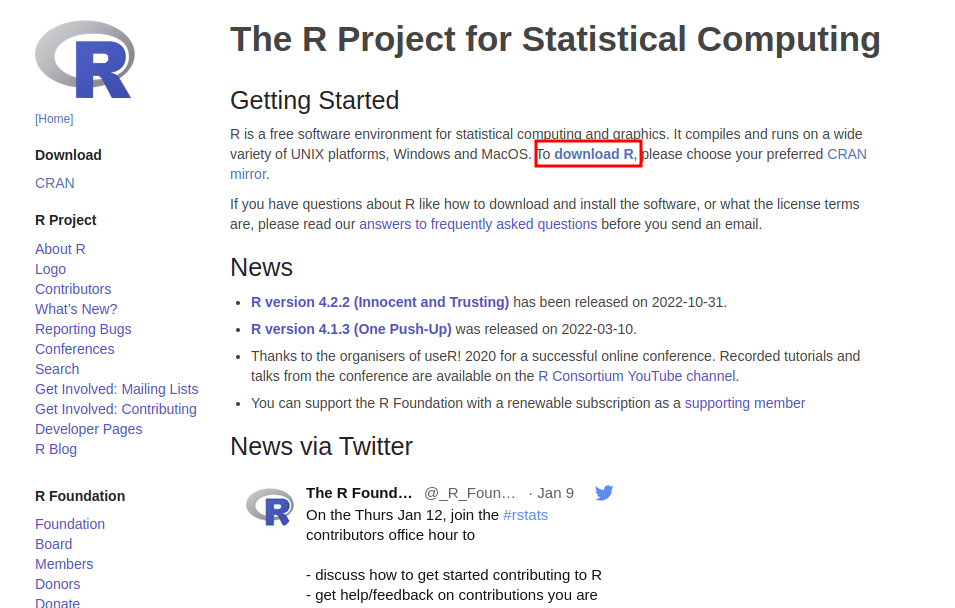 R
[Home]
Download
CRAN
R Project
About R
Logo
Contributors
What's New?
Reporting Bugs
Conferences
Search
Get Involved: Mailing Lists
Get Involved: Contributing
Developer Pages
R Blog
R Foundation
Foundation
Board
Members
Donors
Donate
The R Project for Statistical Computing
Getting Started
R is a free software environment for statistical computing and graphics. It compiles and runs on a wide
variety of UNIX platforms, Windows and MacOS. To download R, please choose your preferred CRAN
mirror.
If you have questions about R like how to download and install the software, or what the license terms
are, please read our answers to frequently asked questions before you send an email.
News
• R version 4.2.2 (Innocent and Trusting) has been released on 2022-10-31.
• R version 4.1.3 (One Push-Up) was released on 2022-03-10.
• Thanks to the organisers of useR! 2020 for a successful online conference. Recorded tutorials and
talks from the conference are available on the R Consortium YouTube channel.
• You can support the R Foundation with a renewable subscription as a supporting member
News via Twitter
R
The R Found… @_R_Foun… · Jan 9
On the Thurs Jan 12, join the #rstats
contributors office hour to
- discuss how to get started contributing to R
- get help/feedback on contributions you are